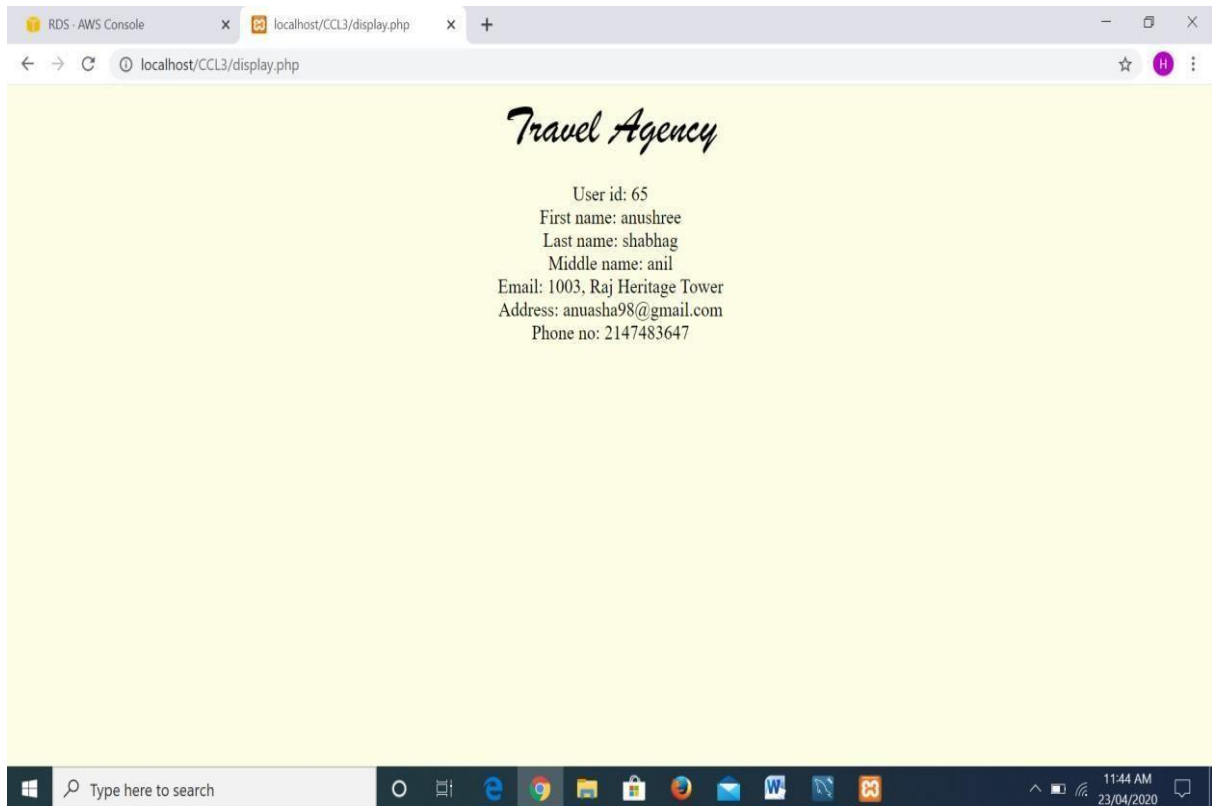 RDS · AWS Console
localhost/CCL3/display.php
localhost/CCL3/display.php
H
Travel Agency
User id: 65
First name: anushree
Last name: shabhag
Middle name: anil
Email: 1003, Raj Heritage Tower
Address: anuasha98@gmail.com
Phone no: 2147483647
Type here to search
11:44 AM
23/04/2020